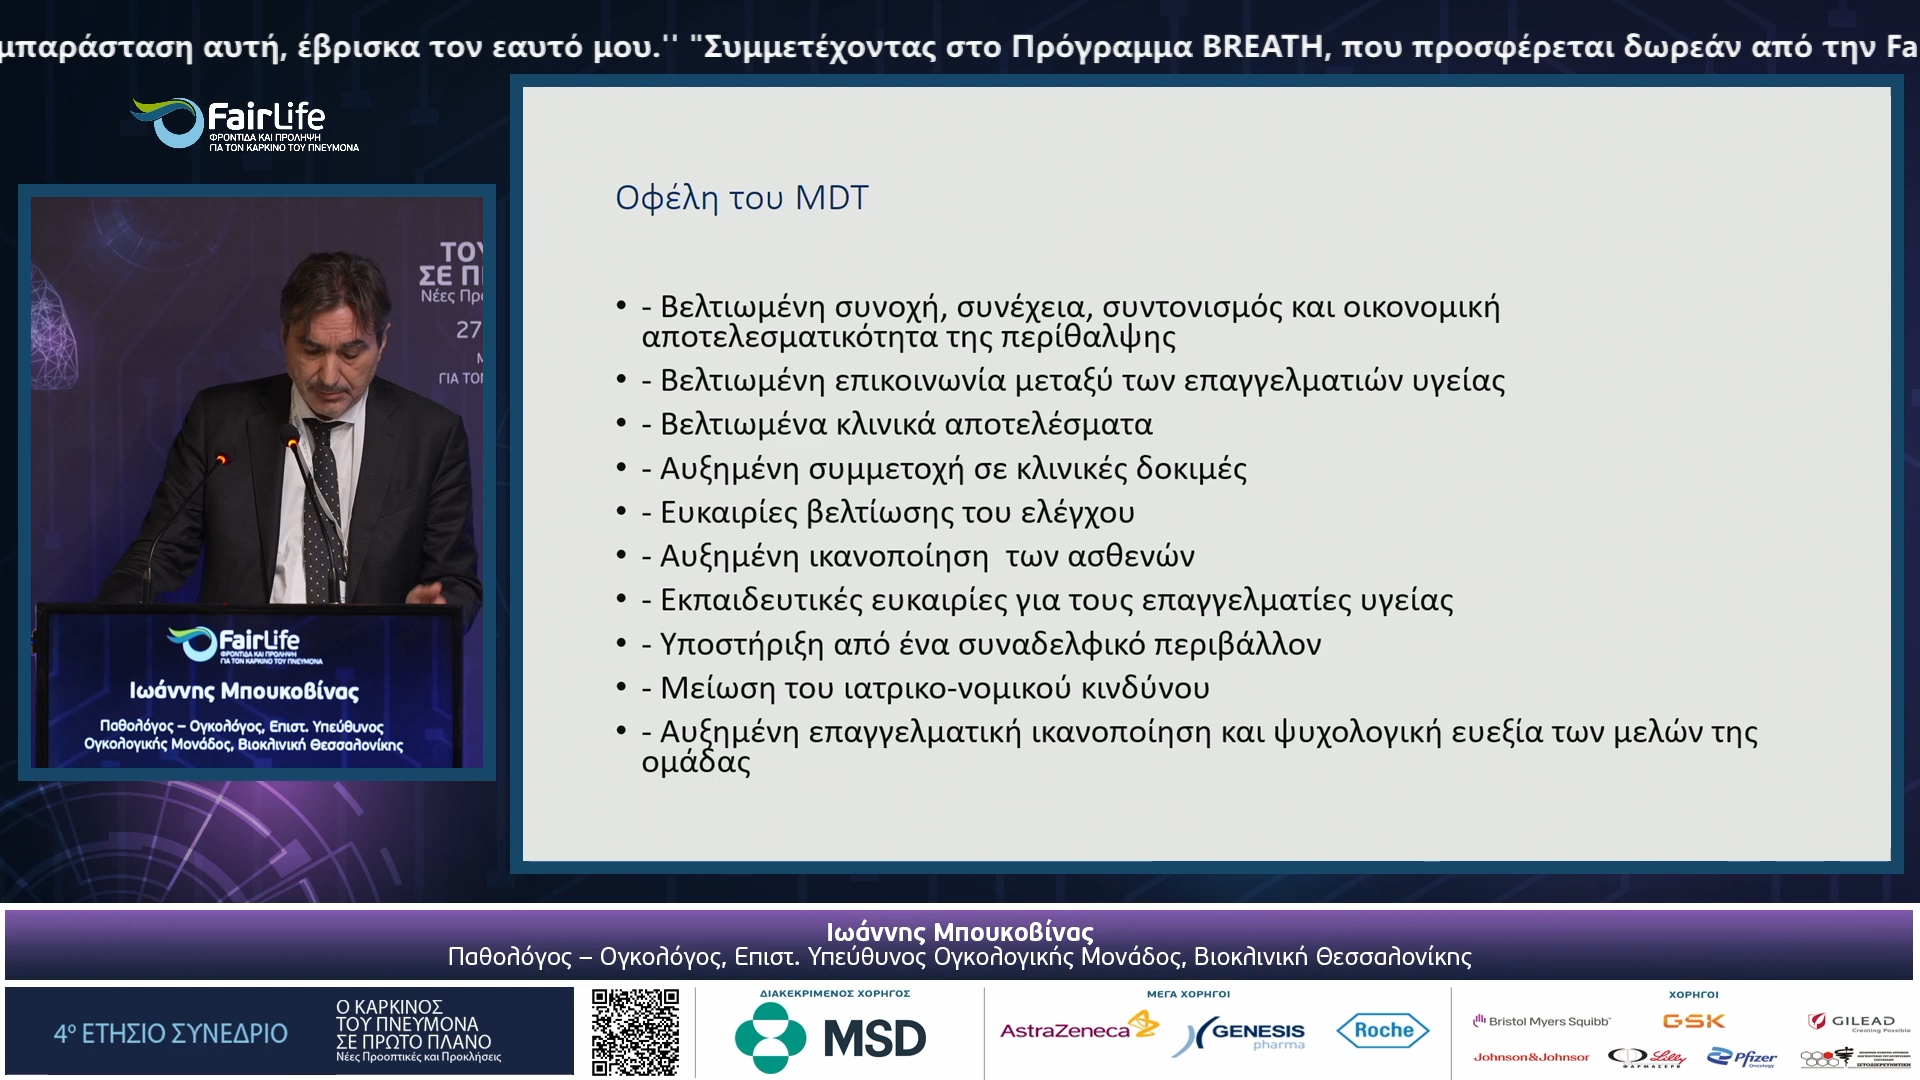 μπαράσταση αυτή, έβρισκα τον εαυτό μου.'' "Συμμετέχοντας στο Πρόγραμμα BREATH, που προσφέρεται δωρεάν από την Fa
FairLife
ΦΡΟΝΤΙΔΑ ΚΑΙ ΠΡΟΛΗΨΗ
ΓΙΑ ΤΟΝ ΚΑΡΚΙΝΟ ΤΟΥ ΠΝΕΥΜΟΝΑ
ΤΟΥ
ΣΕ Π
Νέες Προ
27
ΓΙΑ ΤΟΝ
FairLife
ΦΡΟΝΤΙΔΑ ΚΑΙ ΠΡΟΛΗΨΗ
ΓΙΑ ΤΟΝ ΚΑΡΚΙΝΟ ΤΟΥ ΠΝΕΥΜΟΝΑ
Ιωάννης Μπουκοβίνας
Παθολόγος – Ογκολόγος, Επιστ. Υπεύθυνος
Ογκολογικής Μονάδος, Βιοκλινική Θεσσαλονίκης
Οφέλη του MDT
• - Βελτιωμένη συνοχή, συνέχεια, συντονισμός και οικονομική
αποτελεσματικότητα της περίθαλψης
• - Βελτιωμένη επικοινωνία μεταξύ των επαγγελματιών υγείας
• - Βελτιωμένα κλινικά αποτελέσματα
• - Αυξημένη συμμετοχή σε κλινικές δοκιμές
• - Ευκαιρίες βελτίωσης του ελέγχου
• - Αυξημένη ικανοποίηση  των ασθενών
• - Εκπαιδευτικές ευκαιρίες για τους επαγγελματίες υγείας
• - Υποστήριξη από ένα συναδελφικό περιβάλλον
• - Μείωση του ιατρικο-νομικού κινδύνου
• - Αυξημένη επαγγελματική ικανοποίηση και ψυχολογική ευεξία των μελών της
ομάδας
Ιωάννης Μπουκοβίνας
Παθολόγος – Ογκολόγος, Επιστ. Υπεύθυνος Ογκολογικής Μονάδος, Βιοκλινική Θεσσαλονίκης
4º ΕΤΗΣΙΟ ΣΥΝΕΔΡΙΟ
Ο ΚΑΡΚΙΝΟΣ
ΤΟΥ ΠΝΕΥΜΟΝΑ
ΣΕ ΠΡΩΤΟ ΠΛΑΝΟ
Νέες Προοπτικές και Προκλήσεις
ΔΙΑΚΕΚΡΙΜΕΝΟΣ ΧΟΡΗΓΟΣ
MSD
ΜΕΓΑ ΧΟΡΗΓΟΙ
AstraZeneca
GENESIS
pharma
Roche
ΧΟΡΗΓΟΙ
Bristol Myers Squibb
GSK
GILEAD
Creating Possible
Johnson&Johnson
ΦΑΡΜΑΣΕΡΒ
Lilly
Pfizer
Oncology